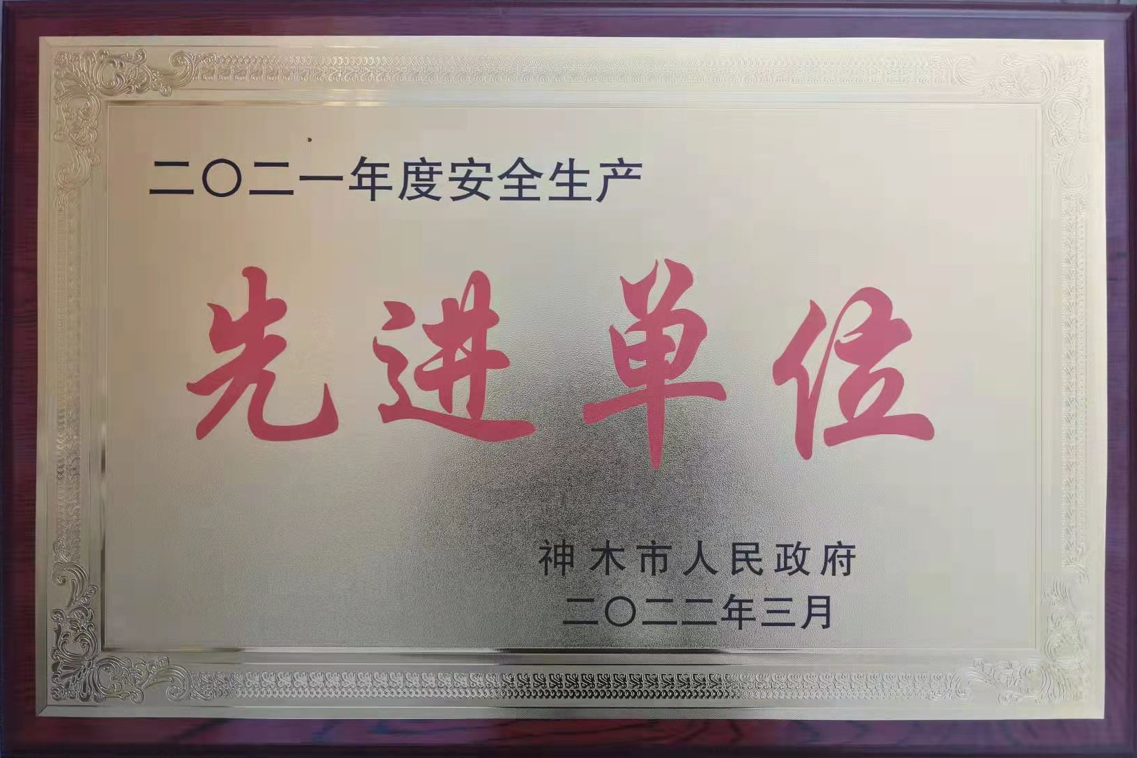 二〇二一年度安全生产
先进单位
神木市人民政府
二〇二二年三月